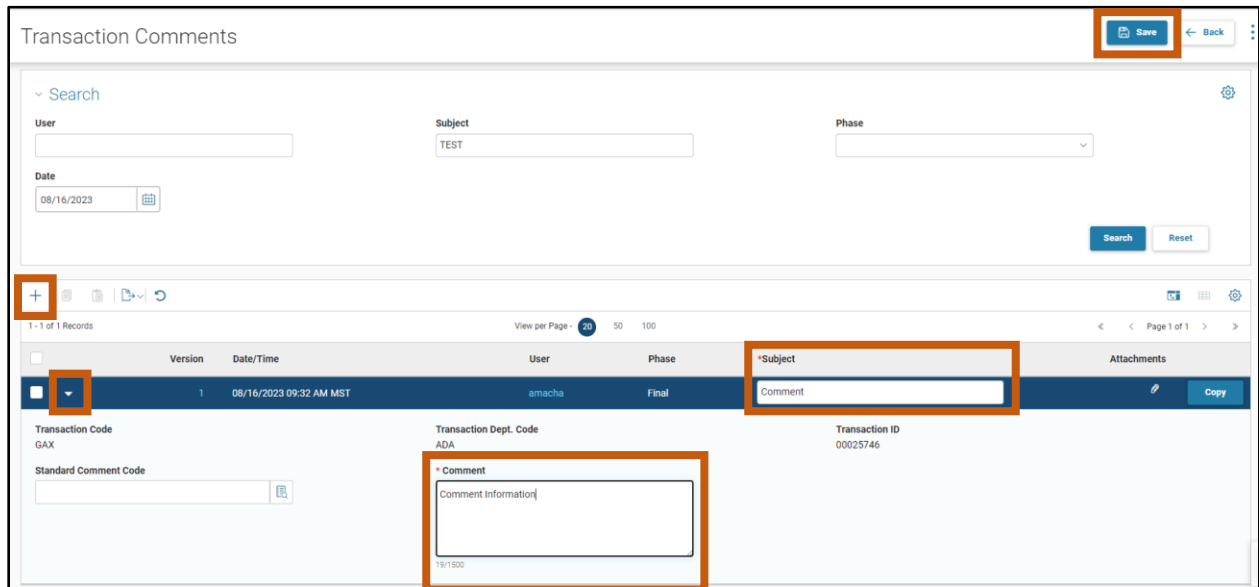 Transaction Comments
Save
Back
Search
User
Subject
Phase
TEST
Date
08/16/2023
Search
Reset
1 - 1 of 1 Records
View per Page - 20 50 100
Page 1 of 1
Version Date/Time User Phase *Subject Attachments
1 08/16/2023 09:32 AM MST amacha Final Comment Copy
Transaction Code Transaction Dept. Code Transaction ID
GAX ADA 00025746
Standard Comment Code * Comment
Comment Information
19/1500